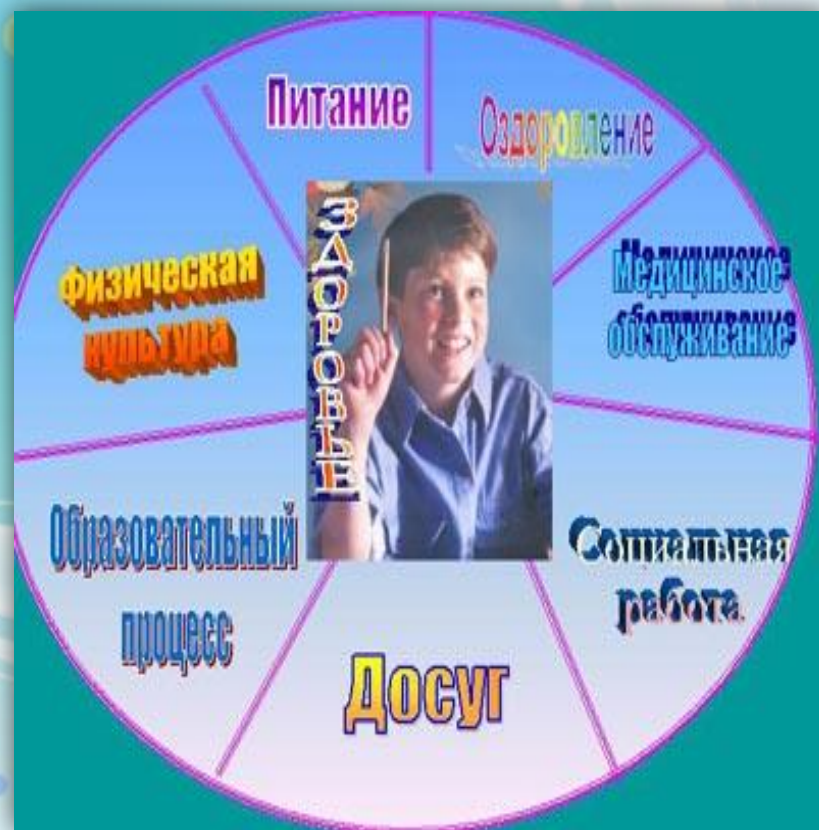 Питание
Оздоровление
ЗДОРОВЬЕ
Физическая
культура
Медицинское
обслуживание
Образовательный
процесс
Социальная
работа
Досуг